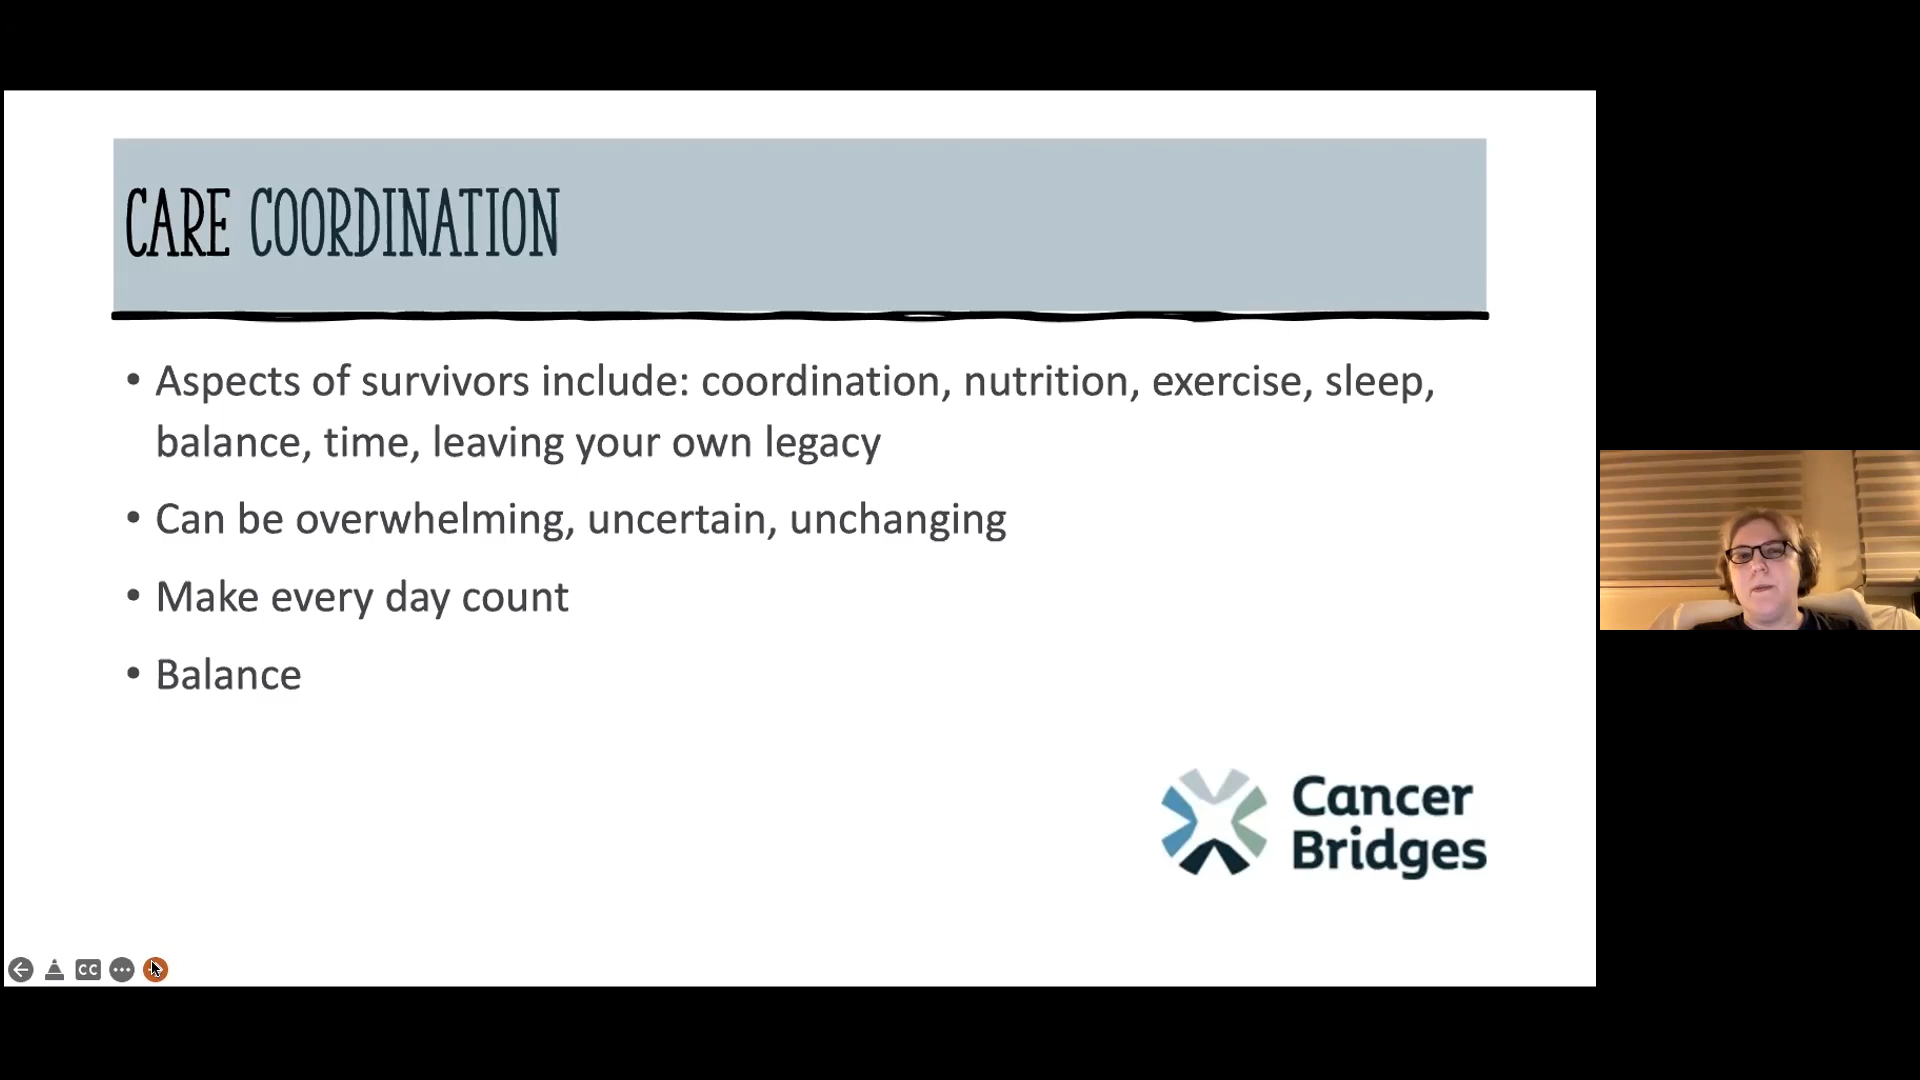 CARE COORDINATION
• Aspects of survivors include: coordination, nutrition, exercise, sleep,
balance, time, leaving your own legacy
• Can be overwhelming, uncertain, unchanging
• Make every day count
• Balance
Cancer
Bridges
CC